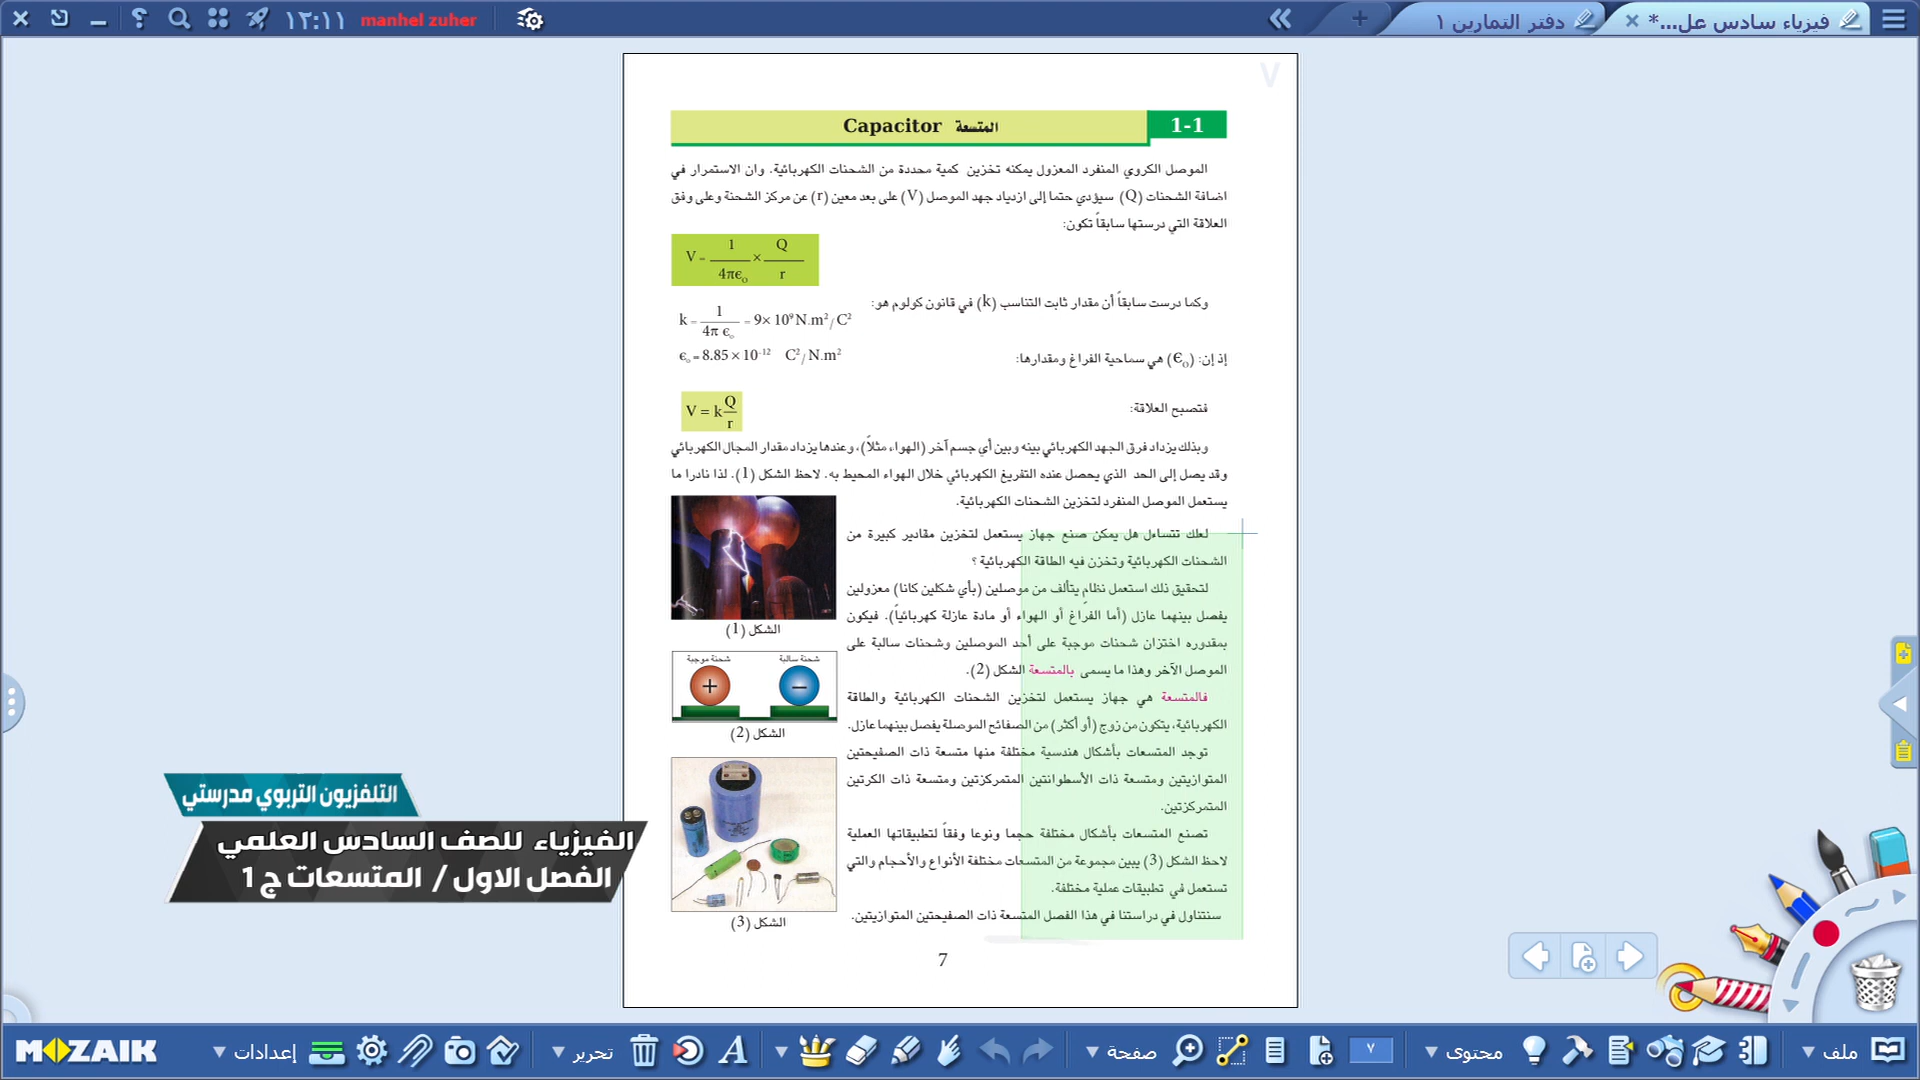 فيزياء سادس عل...*
دفتر التمارين ١
manhel zuher
١٣:١١
٧
1-1
المتسعة Capacitor
الموصل الكروي المنفرد المعزول يمكنه تخزين كمية محددة من الشحنات الكهربائية. وان الاستمرار في
اضافة الشحنات (Q) سيؤدي حتما إلى ازدياد جهد الموصل (V) على بعد معين (r) عن مركز الشحنة وعلى وفق
العلاقة التي درستها سابقاً تكون:
V = 1/4πϵ₀ × Q/r
وكما درست سابقاً أن مقدار ثابت التناسب (k) في قانون كولوم هو:
k = 1/4π ϵ₀ = 9× 10⁹ N.m²/C²
إذ إن: (ϵ₀) هي سماحية الفراغ ومقدارها:
ϵ₀ = 8.85 × 10⁻¹² C²/N.m²
فتصبح العلاقة:
V = k Q/r
وبذلك يزداد فرق الجهد الكهربائي بينه وبين أي جسم آخر (الهواء مثلاً)، وعندها يزداد مقدار المجال الكهربائي
وقد يصل إلى الحد الذي يحصل عنده التفريغ الكهربائي خلال الهواء المحيط به. لاحظ الشكل (1). لذا نادرا ما
يستعمل الموصل المنفرد لتخزين الشحنات الكهربائية.
لعلك تتساءل هل يمكن صنع جهاز يستعمل لتخزين مقادير كبيرة من
الشحنات الكهربائية وتخزن فيه الطاقة الكهربائية ؟
لتحقيق ذلك استعمل نظام يتألف من موصلين (بأي شكلين كانا) معزولين
يفصل بينهما عازل (أما الفراغ أو الهواء أو مادة عازلة كهربائياً). فيكون
بمقدوره اختزان شحنات موجبة على أحد الموصلين وشحنات سالبة على
الموصل الآخر وهذا ما يسمى بالمتسعة الشكل (2).
فالمتسعة هي جهاز يستعمل لتخزين الشحنات الكهربائية والطاقة
الكهربائية، يتكون من زوج (أو أكثر) من الصفائح الموصلة يفصل بينهما عازل.
توجد المتسعات بأشكال هندسية مختلفة منها متسعة ذات الصفيحتين
المتوازيتين ومتسعة ذات الأسطوانتين المتمركزتين ومتسعة ذات الكرتين
المتمركزتين.
تصنع المتسعات بأشكال مختلفة حجما ونوعا وفقاً لتطبيقاتها العملية
لاحظ الشكل (3) يبين مجموعة من المتسعات مختلفة الأنواع والأحجام والتي
تستعمل في تطبيقات عملية مختلفة.
سنتناول في دراستنا في هذا الفصل المتسعة ذات الصفيحتين المتوازيتين.
الشكل (1)
شحنة سالبة
شحنة موجبة
+
−
الشكل (2)
الشكل (3)
7
التلفزيون التربوي مدرستي
الفيزياء للصف السادس العلمي
الفصل الاول / المتسعات ج 1
ملف
محتوى
٧
صفحة
تحرير
إعدادات
MOZAIK